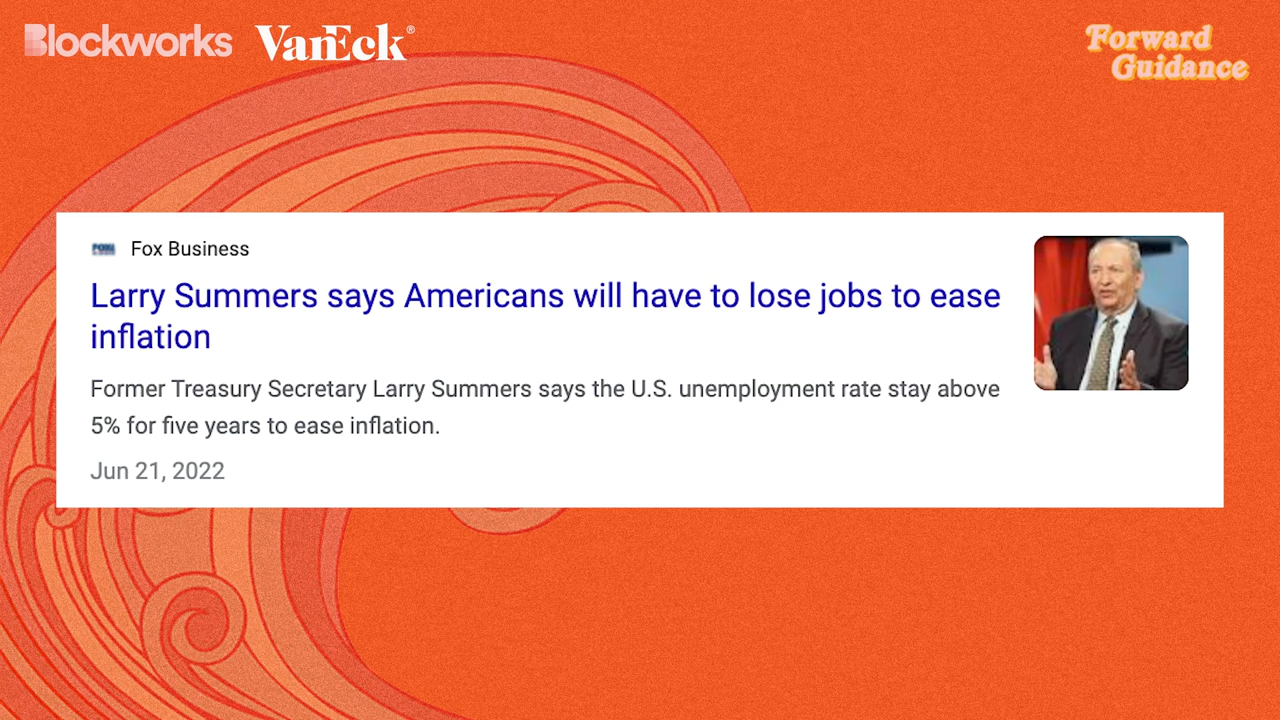 Blockworks VanEck®
Forward
Guidance
Fox Business
Larry Summers says Americans will have to lose jobs to ease
inflation
Former Treasury Secretary Larry Summers says the U.S. unemployment rate stay above
5% for five years to ease inflation.
Jun 21, 2022